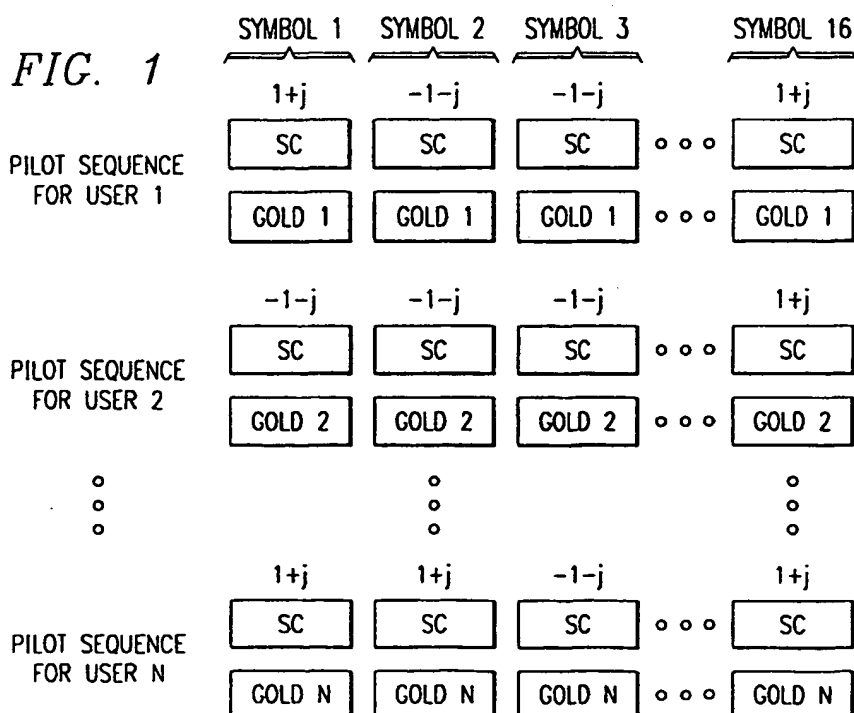 SYMBOL 1 SYMBOL 2 SYMBOL 3 SYMBOL 16
FIG. 1
1+j -1-j -1-j 1+j
SC SC SC SC
PILOT SEQUENCE
FOR USER 1
GOLD 1 GOLD 1 GOLD 1 GOLD 1
-1-j -1-j -1-j 1+j
SC SC SC SC
PILOT SEQUENCE
FOR USER 2
GOLD 2 GOLD 2 GOLD 2 GOLD 2
1+j 1+j -1-j 1+j
SC SC SC SC
PILOT SEQUENCE
FOR USER N
GOLD N GOLD N GOLD N GOLD N